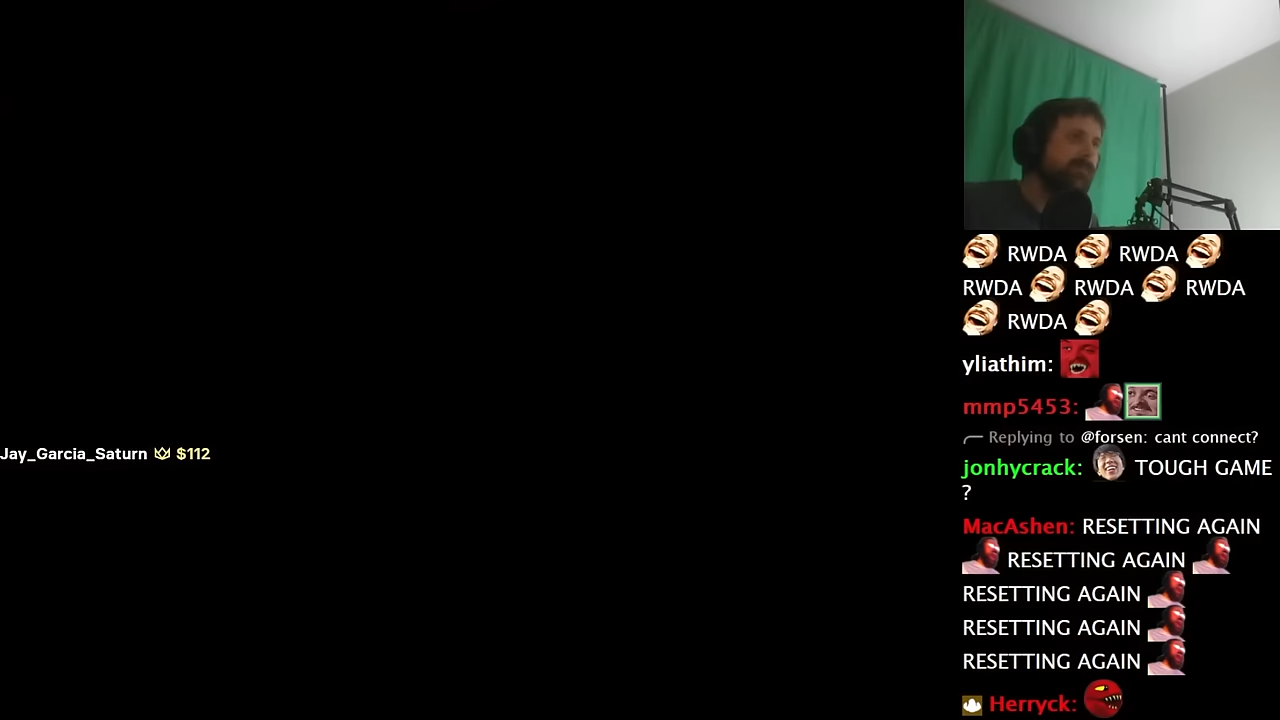 RWDA RWDA
RWDA RWDA RWDA
RWDA
yliathim:
mmp5453:
Replying to @forsen: cant connect?
jonhycrack: TOUGH GAME
?
MacAshen: RESETTING AGAIN
RESETTING AGAIN
RESETTING AGAIN
RESETTING AGAIN
RESETTING AGAIN
Herryck:
Jay_Garcia_Saturn $112